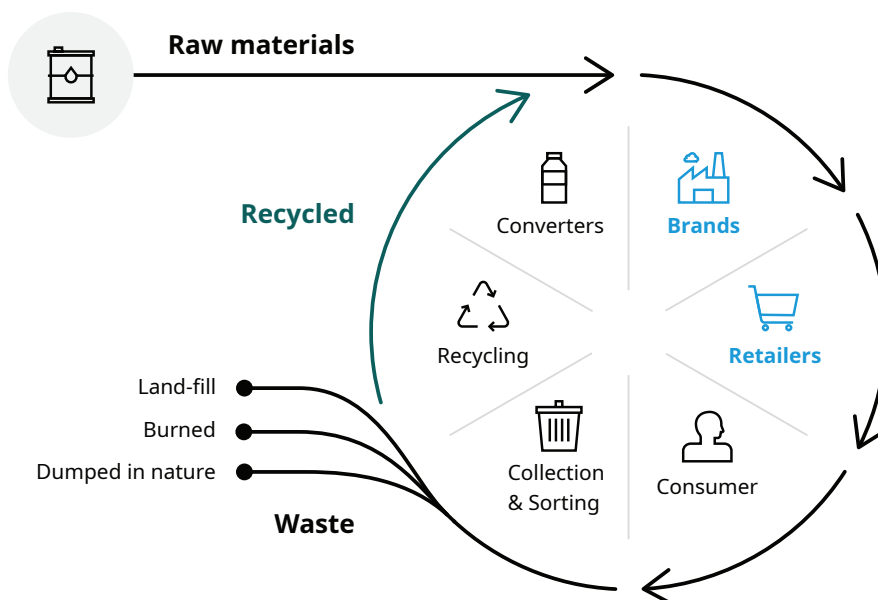 Raw materials
Recycled
Converters
Brands
Recycling
Retailers
Land-fill
Burned
Dumped in nature
Collection
& Sorting
Consumer
Waste